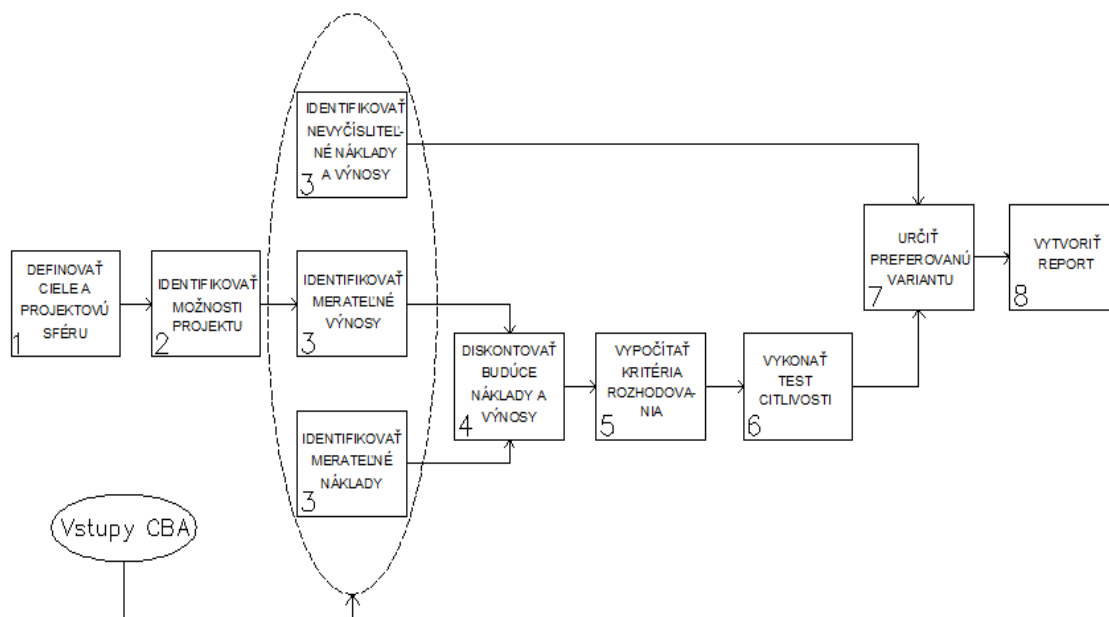 IDENTIFIKOVAŤ
NEVYČÍSLITEĽ-
NÉ NÁKLADY
A VÝNOSY
3
DEFINOVAŤ
CIELE A
PROJEKTOVÚ
SFÉRU
1
IDENTIFIKOVAŤ
MOŽNOSTI
PROJEKTU
2
IDENTIFIKOVAŤ
MERATEĽNÉ
VÝNOSY
3
IDENTIFIKOVAŤ
MERATEĽNÉ
NÁKLADY
3
DISKONTOVAŤ
BUDÚCE
NÁKLADY A
VÝNOSY
4
VYPOČÍTAŤ
KRITÉRIA
ROZHODOVA-
NIA
5
VYKONAŤ
TEST
CITLIVOSTI
6
URČIŤ
PREFEROVANÚ
VARIANTU
7
VYTVORIŤ
REPORT
8
Vstupy CBA